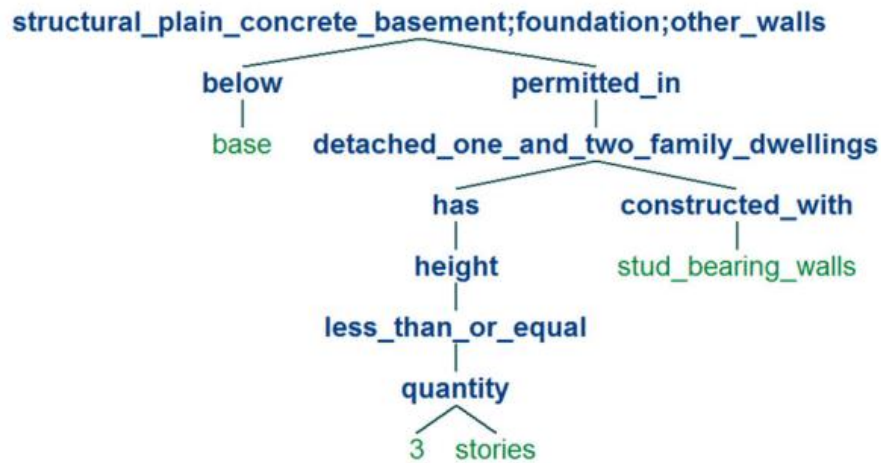 structural_plain_concrete_basement;foundation;other_walls
below permitted_in
base detached_one_and_two_family_dwellings
has constructed_with
height stud_bearing_walls
less_than_or_equal
quantity
3 stories